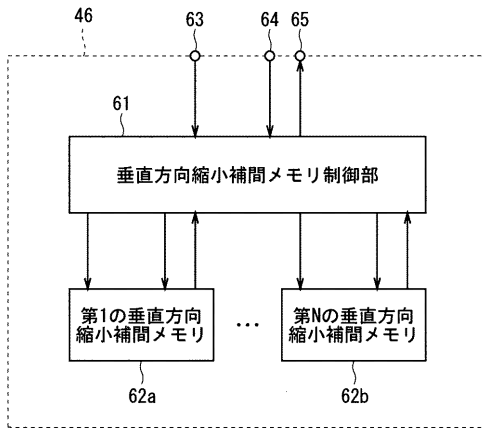 46
63
64
65
61
垂直方向縮小補間メモリ制御部
第1の垂直方向
縮小補間メモリ
...
第Nの垂直方向
縮小補間メモリ
62a
62b